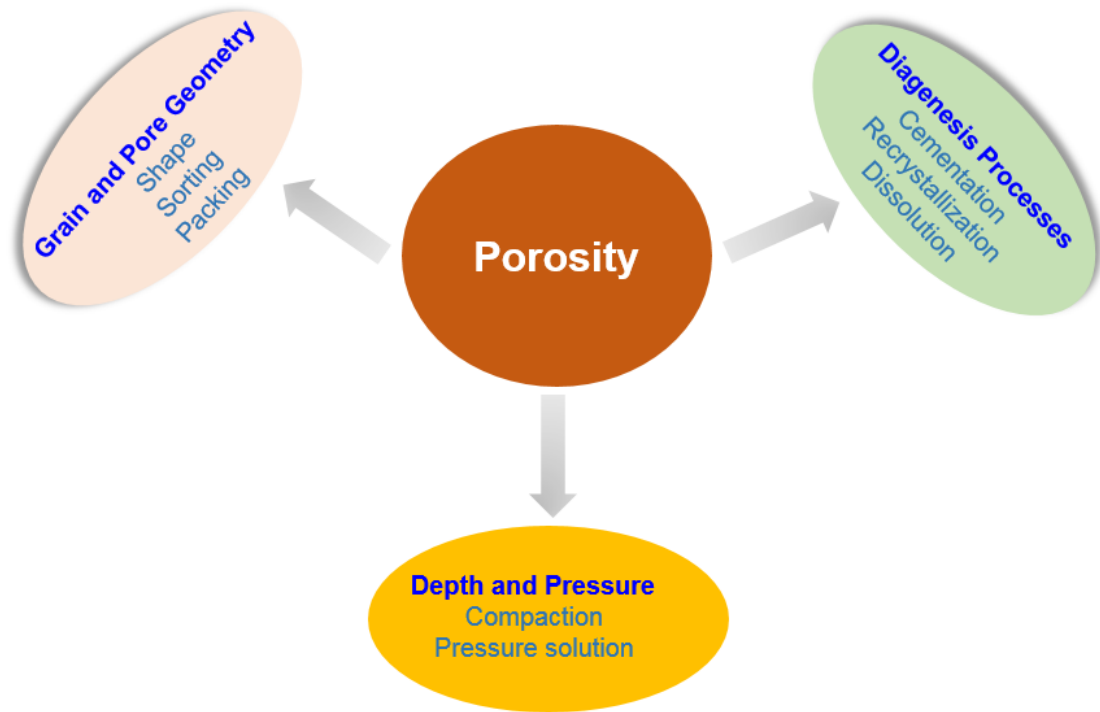 Grain and Pore Geometry
Shape
Sorting
Packing
Porosity
Diagenesis Processes
Cementation
Recrystallization
Dissolution
Depth and Pressure
Compaction
Pressure solution